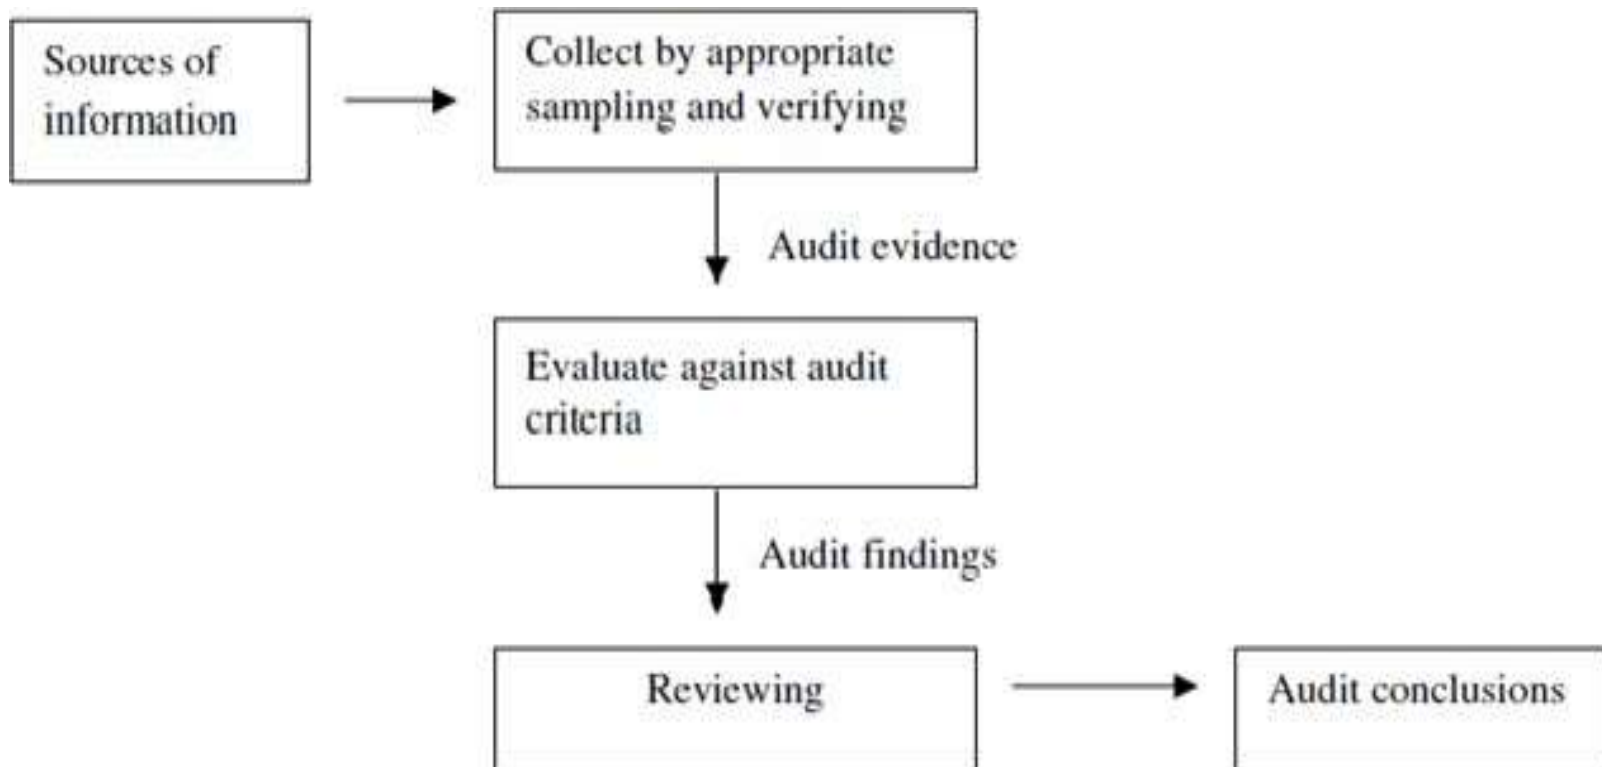 Sources of
information
Collect by appropriate
sampling and verifying
Audit evidence
Evaluate against audit
criteria
Audit findings
Reviewing
Audit conclusions